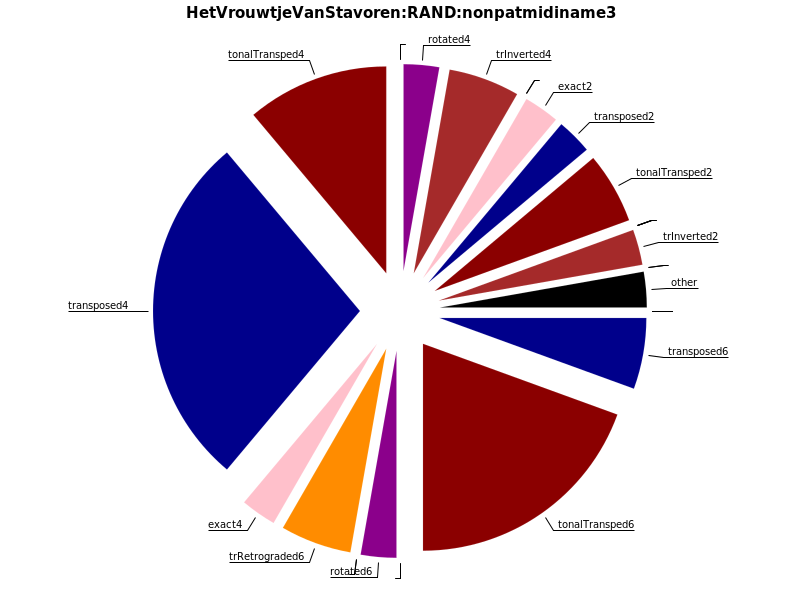 HetVrouwtjeVanStavoren:RAND:nonpatmidiname3
rotated4
tonalTransped4
trInverted4
exact2
transposed2
tonalTransped2
trInverted2
other
transposed4
transposed6
exact4
tonalTransped6
trRetrograded6
rotated6